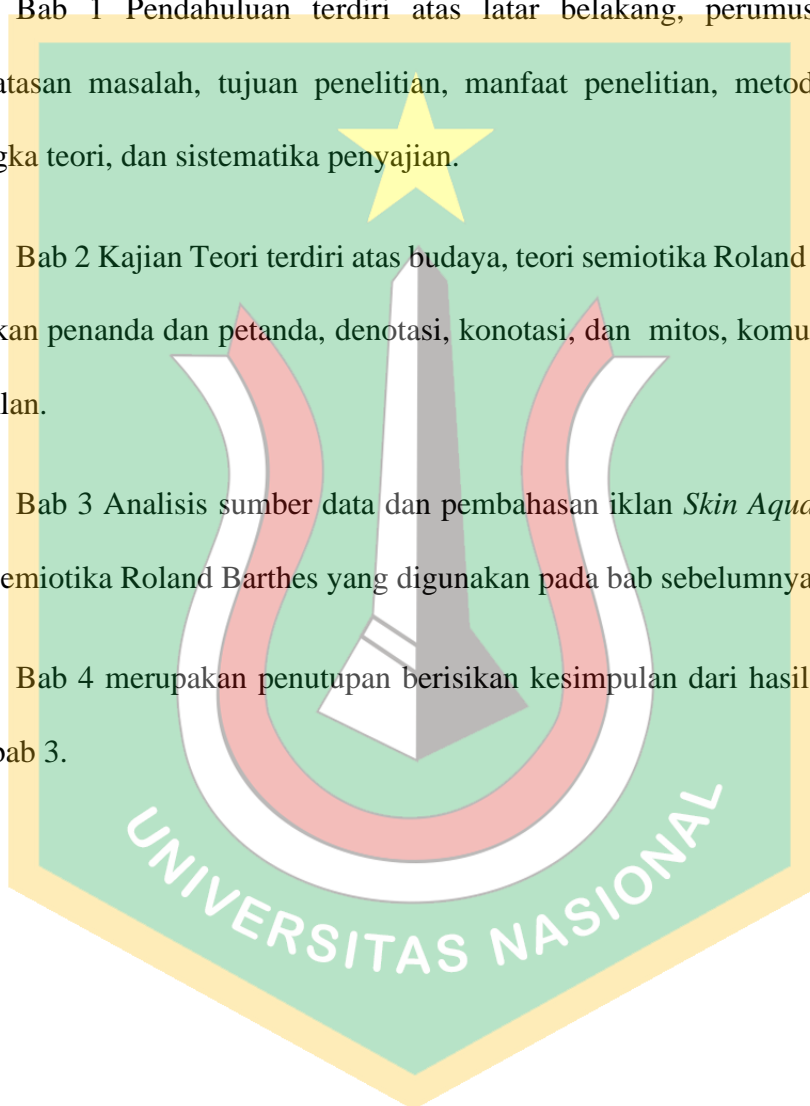 Bab 1 Pendahuluan terdiri atas latar belakang, perumus
atasan masalah, tujuan penelitian, manfaat penelitian, metod
gka teori, dan sistematika penyajian.
Bab 2 Kajian Teori terdiri atas budaya, teori semiotika Roland
kan penanda dan petanda, denotasi, konotasi, dan mitos, komu
lan.
Bab 3 Analisis sumber data dan pembahasan iklan Skin Aqua
emiotika Roland Barthes yang digunakan pada bab sebelumnya
Bab 4 merupakan penutupan berisikan kesimpulan dari hasil
bab 3.
UNIVERSITAS NASIONAL